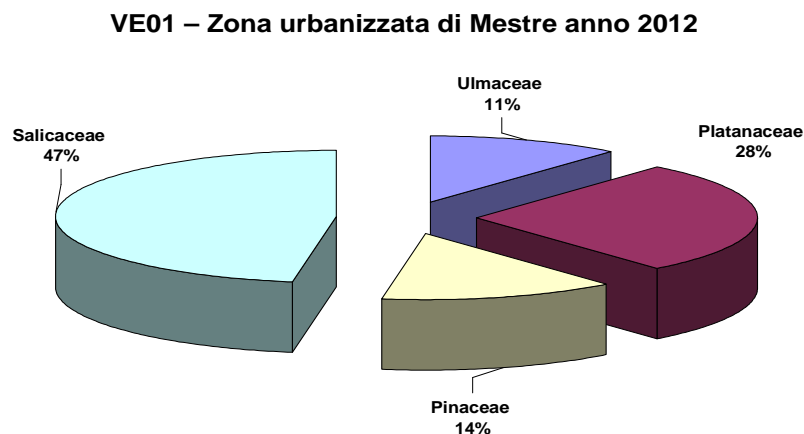 VE01 – Zona urbanizzata di Mestre anno 2012
Ulmaceae
11%
Salicaceae
47%
Platanaceae
28%
Pinaceae
14%